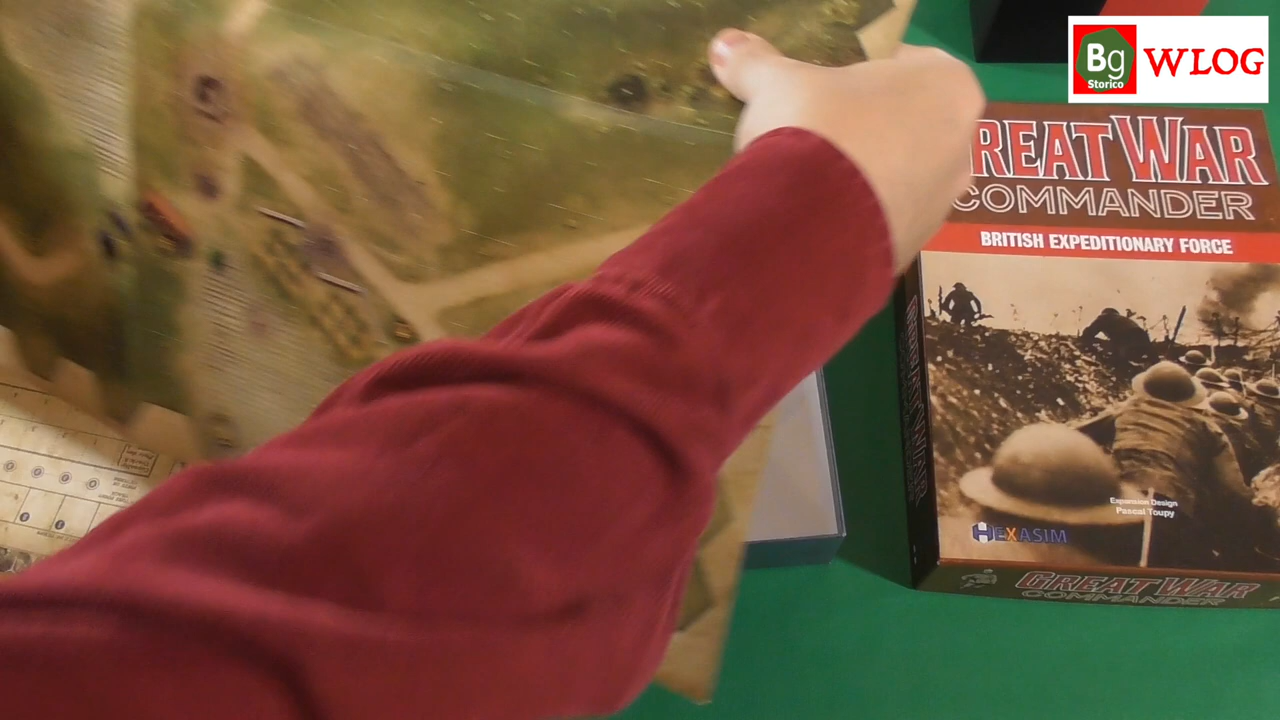 Bg
Storico
WLOG
REAT WAR
COMMANDER
BRITISH EXPEDITIONARY FORCE
Expansion Design
Pascal Toupy
HEXASIM
GREAT WAR
COMMANDER